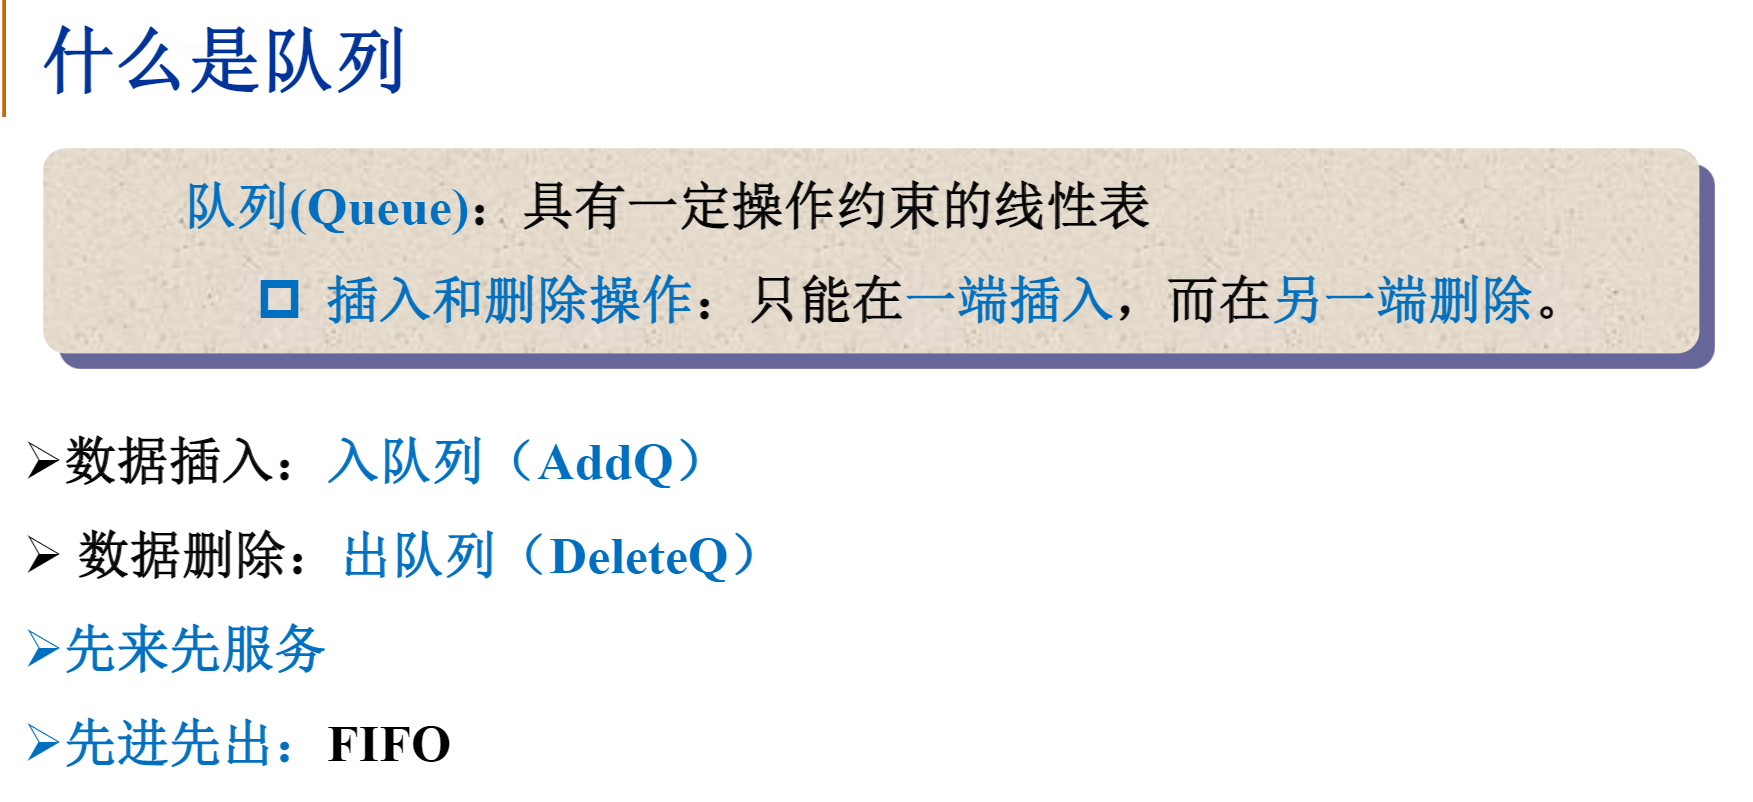 什么是队列
队列(Queue)：具有一定操作约束的线性表
插入和删除操作：只能在一端插入，而在另一端删除。
数据插入：入队列（AddQ）
数据删除：出队列（DeleteQ）
先来先服务
先进先出：FIFO